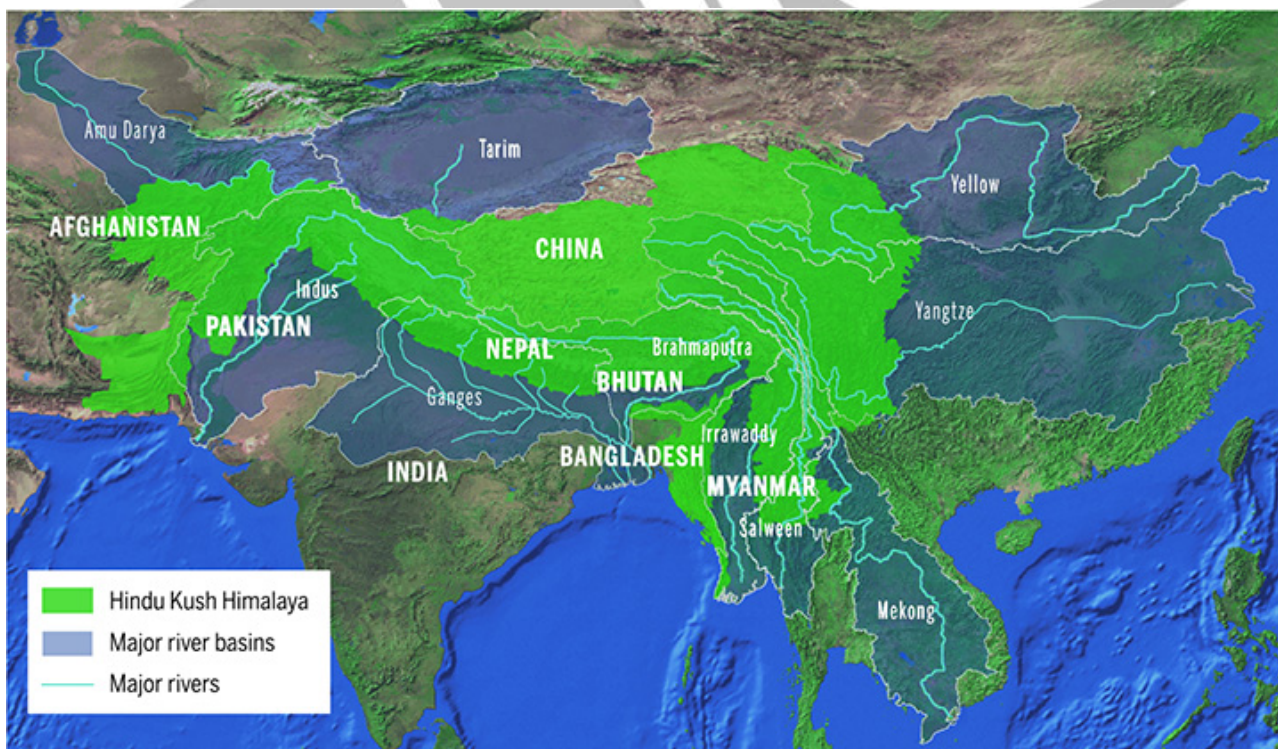 Amu Darya
Tarim
Yellow
AFGHANISTAN
CHINA
Indus
PAKISTAN
Yangtze
NEPAL
Brahmaputra
BHUTAN
Ganges
Irrawaddy
BANGLADESH
INDIA
MYANMAR
Salween
Mekong
Hindu Kush Himalaya
Major river basins
Major rivers